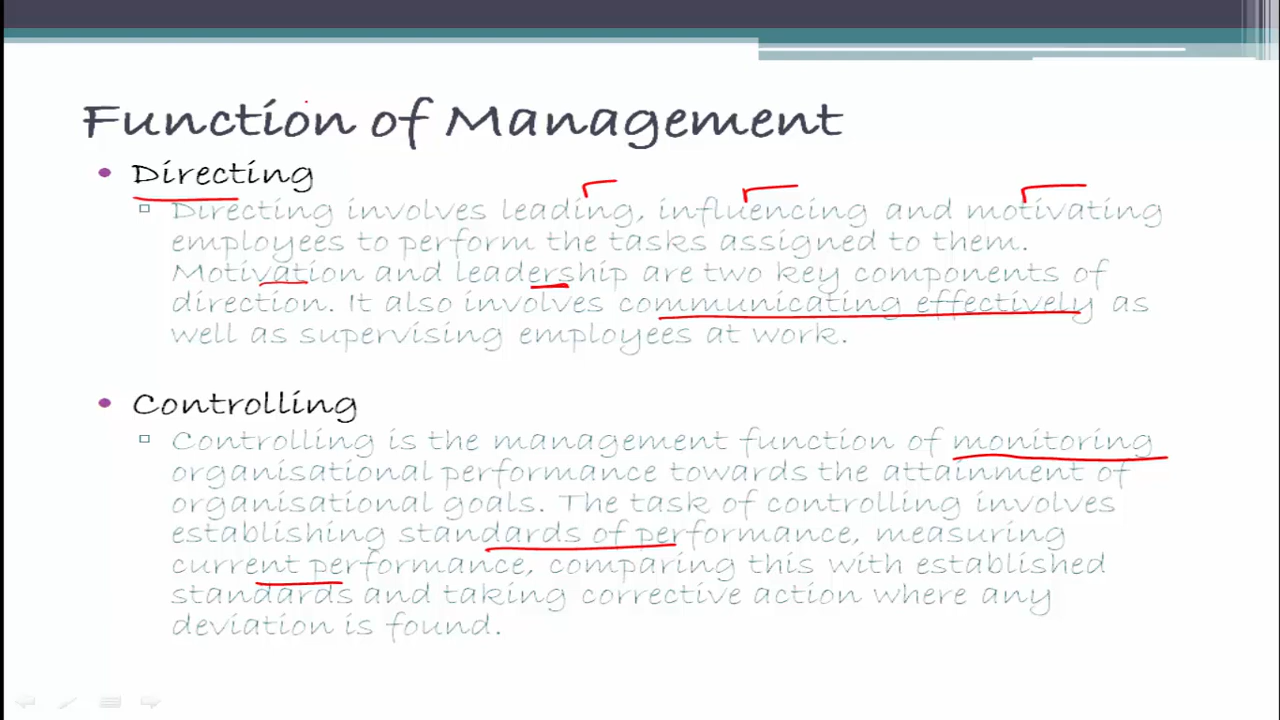 Function of Management
• Directing
Directing involves leading, influencing and motivating
employees to perform the tasks assigned to them.
Motivation and leadership are two key components of
direction. It also involves communicating effectively as
well as supervising employees at work.
• Controlling
Controlling is the management function of monitoring
organisational performance towards the attainment of
organisational goals. The task of controlling involves
establishing standards of performance, measuring
current performance, comparing this with established
standards and taking corrective action where any
deviation is found.